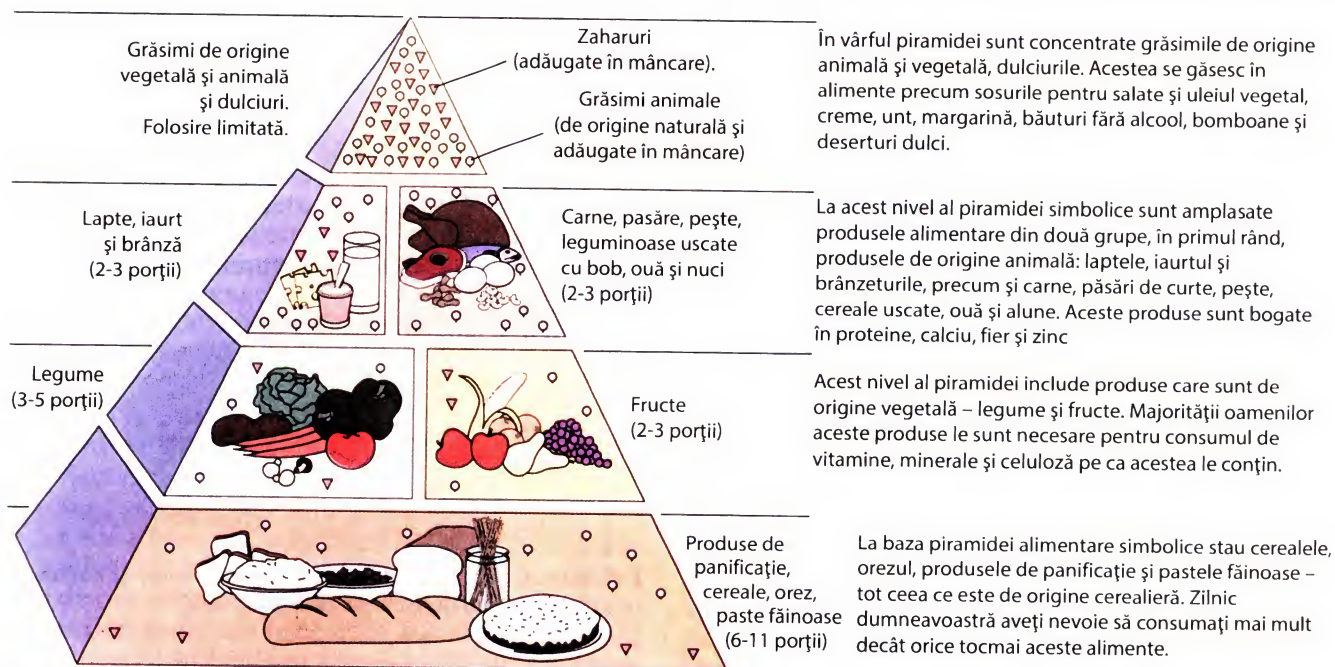 Grăsimi de origine
vegetală şi animală
şi dulciuri.
Folosire limitată.
Zaharuri
(adăugate în mâncare).
Grăsimi animale
(de origine naturală şi
adăugate în mâncare)
În vârful piramidei sunt concentrate grăsimile de origine
animală şi vegetală, dulciurile. Acestea se găsesc în
alimente precum sosurile pentru salate şi uleiul vegetal,
creme, unt, margarină, băuturi fără alcool, bomboane şi
deserturi dulci.
Lapte, iaurt
şi brânză
(2-3 porţii)
Carne, pasăre, peşte,
leguminoase uscate
cu bob, ouă şi nuci
(2-3 porţii)
La acest nivel al piramidei simbolice sunt amplasate
produsele alimentare din două grupe, în primul rând,
produsele de origine animală: laptele, iaurtul şi
brânzeturile, precum şi carne, păsări de curte, peşte,
cereale uscate, ouă şi alune. Aceste produse sunt bogate
în proteine, calciu, fier şi zinc
Legume
(3-5 porţii)
Fructe
(2-3 porţii)
Acest nivel al piramidei include produse care sunt de
origine vegetală – legume şi fructe. Majorităţii oamenilor
aceste produse le sunt necesare pentru consumul de
vitamine, minerale şi celuloză pe ca acestea le conţin.
Produse de
panificaţie,
cereale, orez,
paste făinoase
(6-11 porţii)
La baza piramidei alimentare simbolice stau cerealele,
orezul, produsele de panificaţie şi pastele făinoase –
tot ceea ce este de origine cerealieră. Zilnic
dumneavoastră aveţi nevoie să consumaţi mai mult
decât orice tocmai aceste alimente.